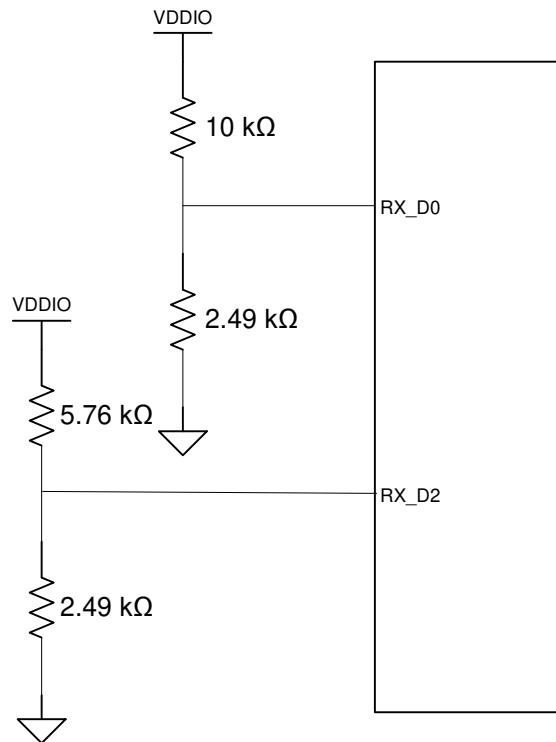 VDDIO
10 kΩ
RX_D0
2.49 kΩ
VDDIO
5.76 kΩ
RX_D2
2.49 kΩ